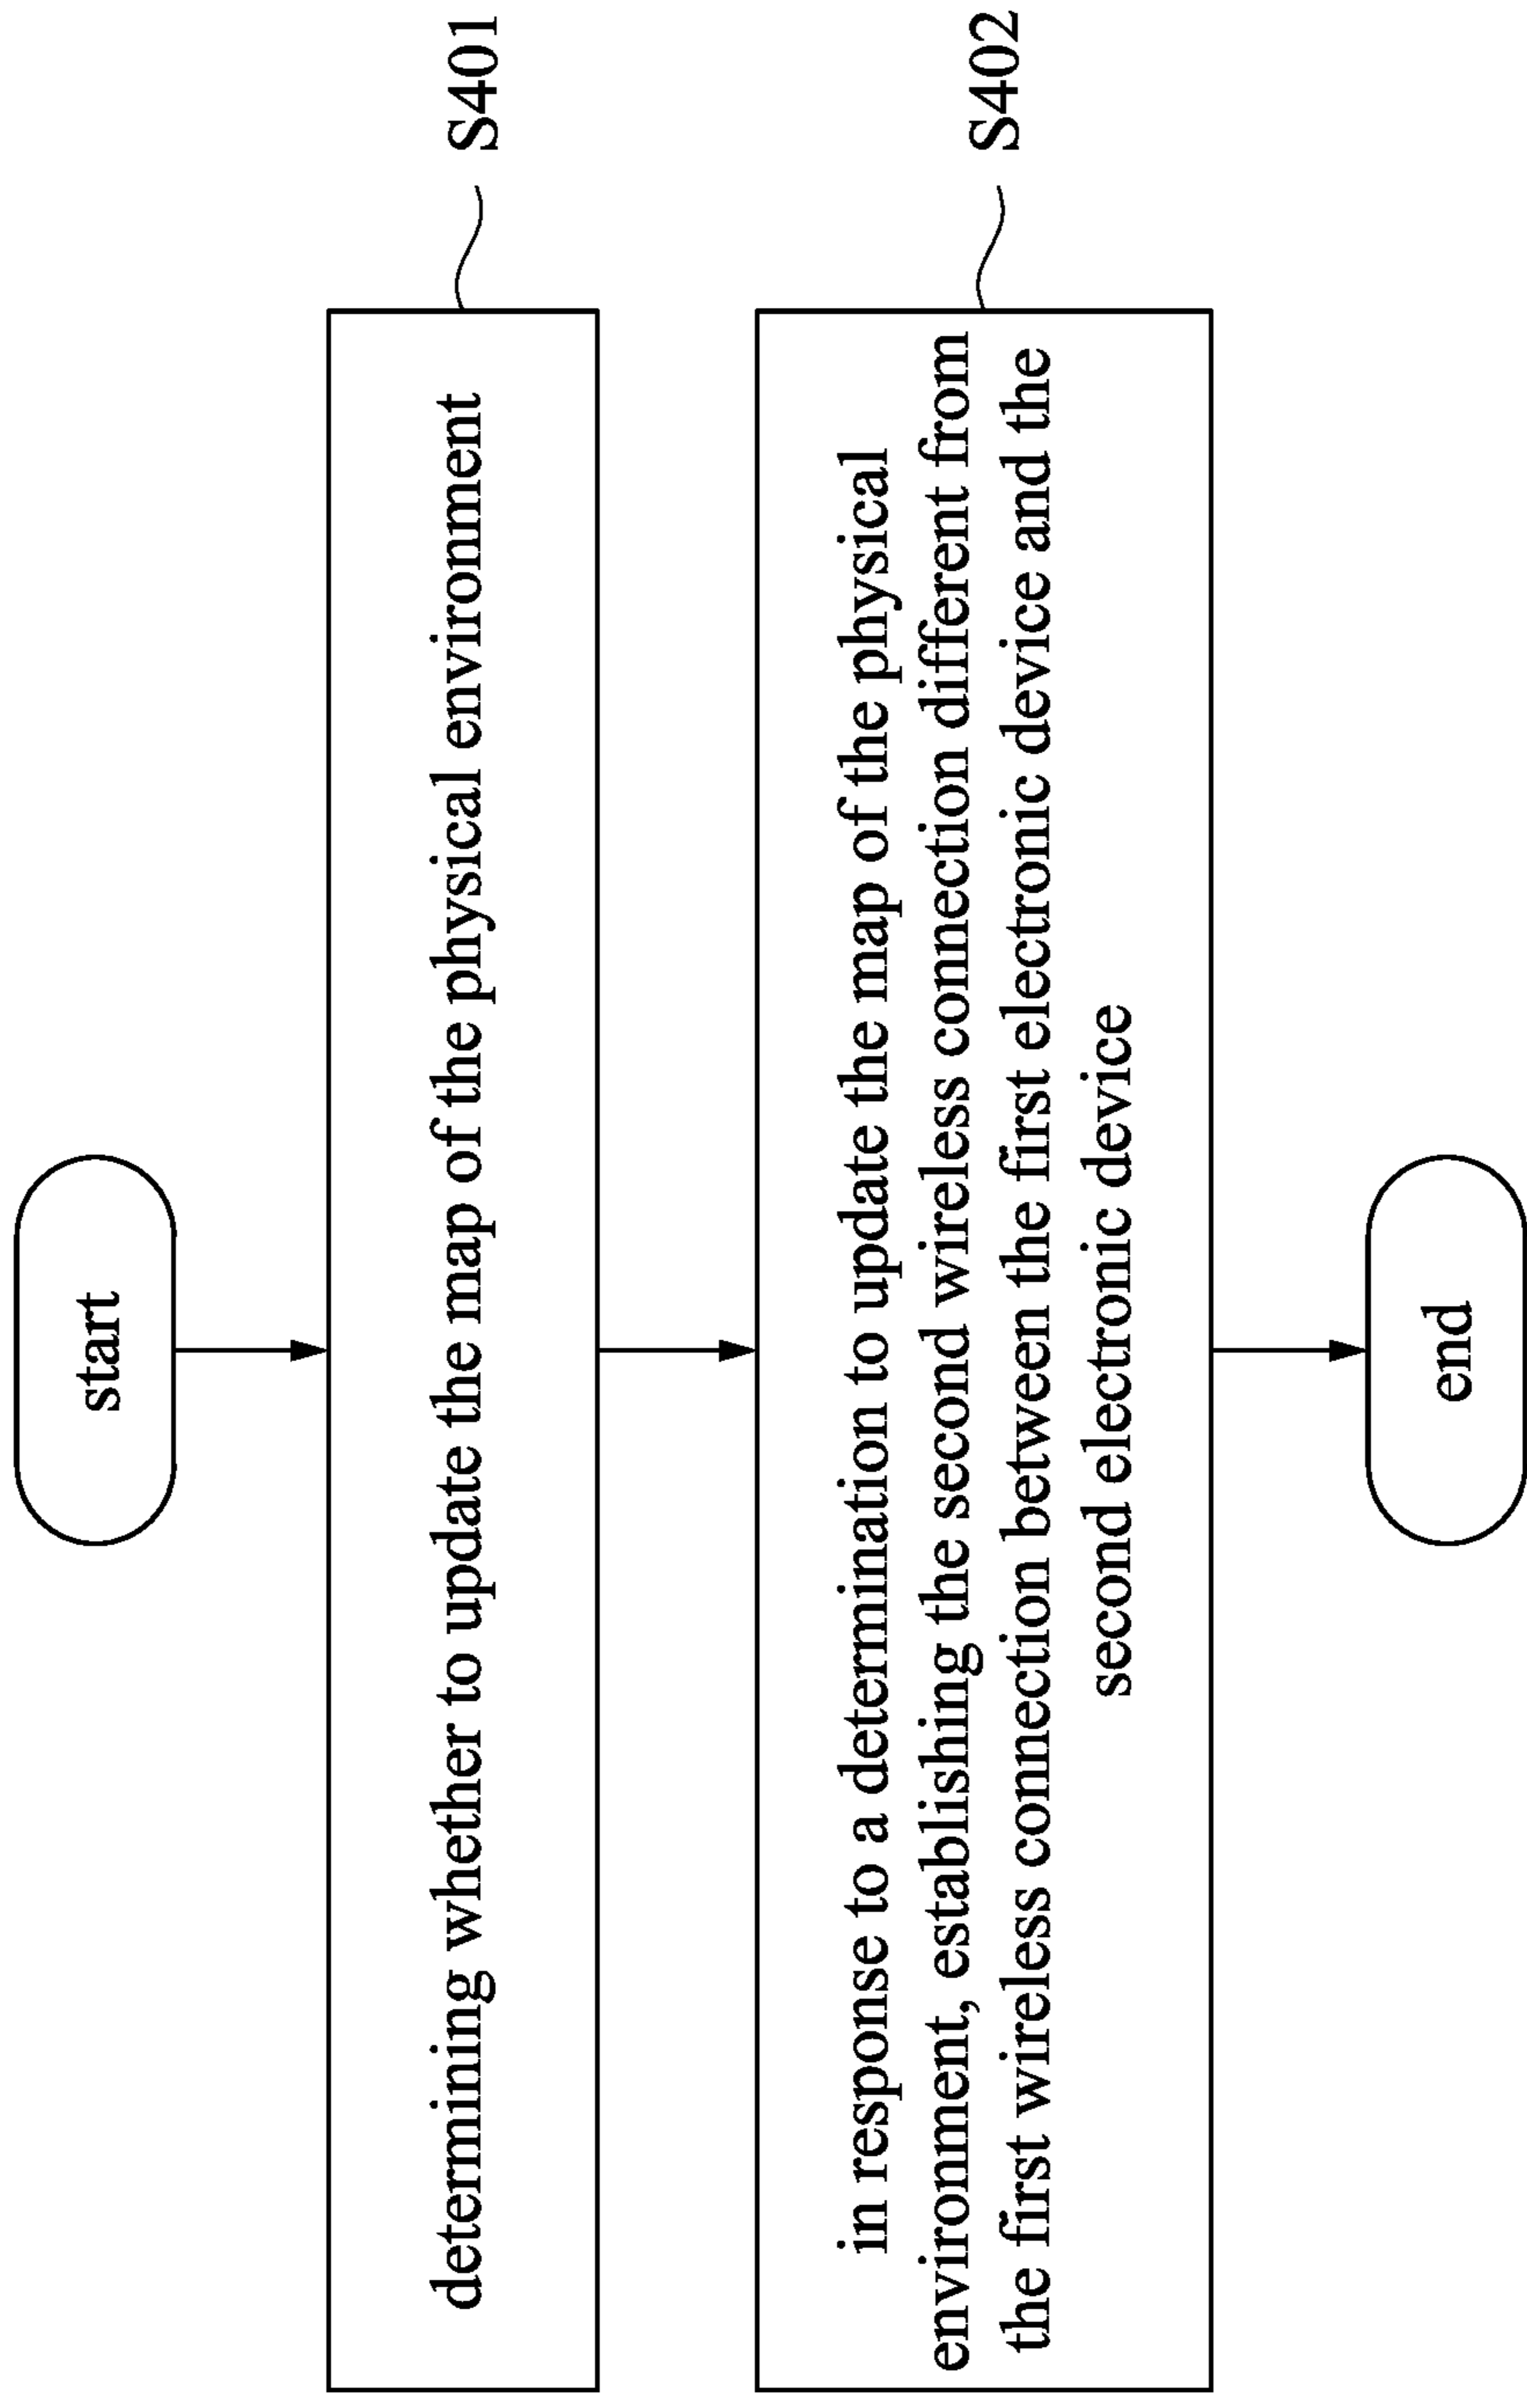 start
determining whether to update the map of the physical environment
S401
in response to a determination to update the map of the physical
environment, establishing the second wireless connection different from
the first wireless connection between the first electronic device and the
second electronic device
S402
end